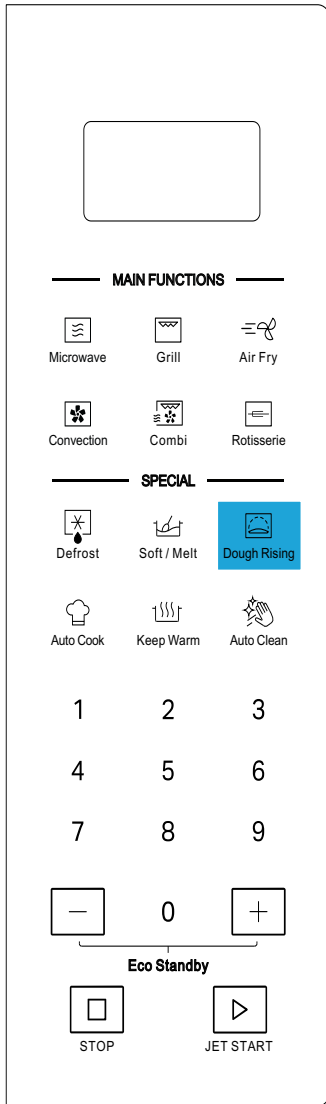 MAIN FUNCTIONS
Microwave Grill Air Fry
Convection Combi Rotisserie
SPECIAL
Defrost Soft / Melt Dough Rising
Auto Cook Keep Warm Auto Clean
1 2 3
4 5 6
7 8 9
− 0 +
Eco Standby
STOP JET START